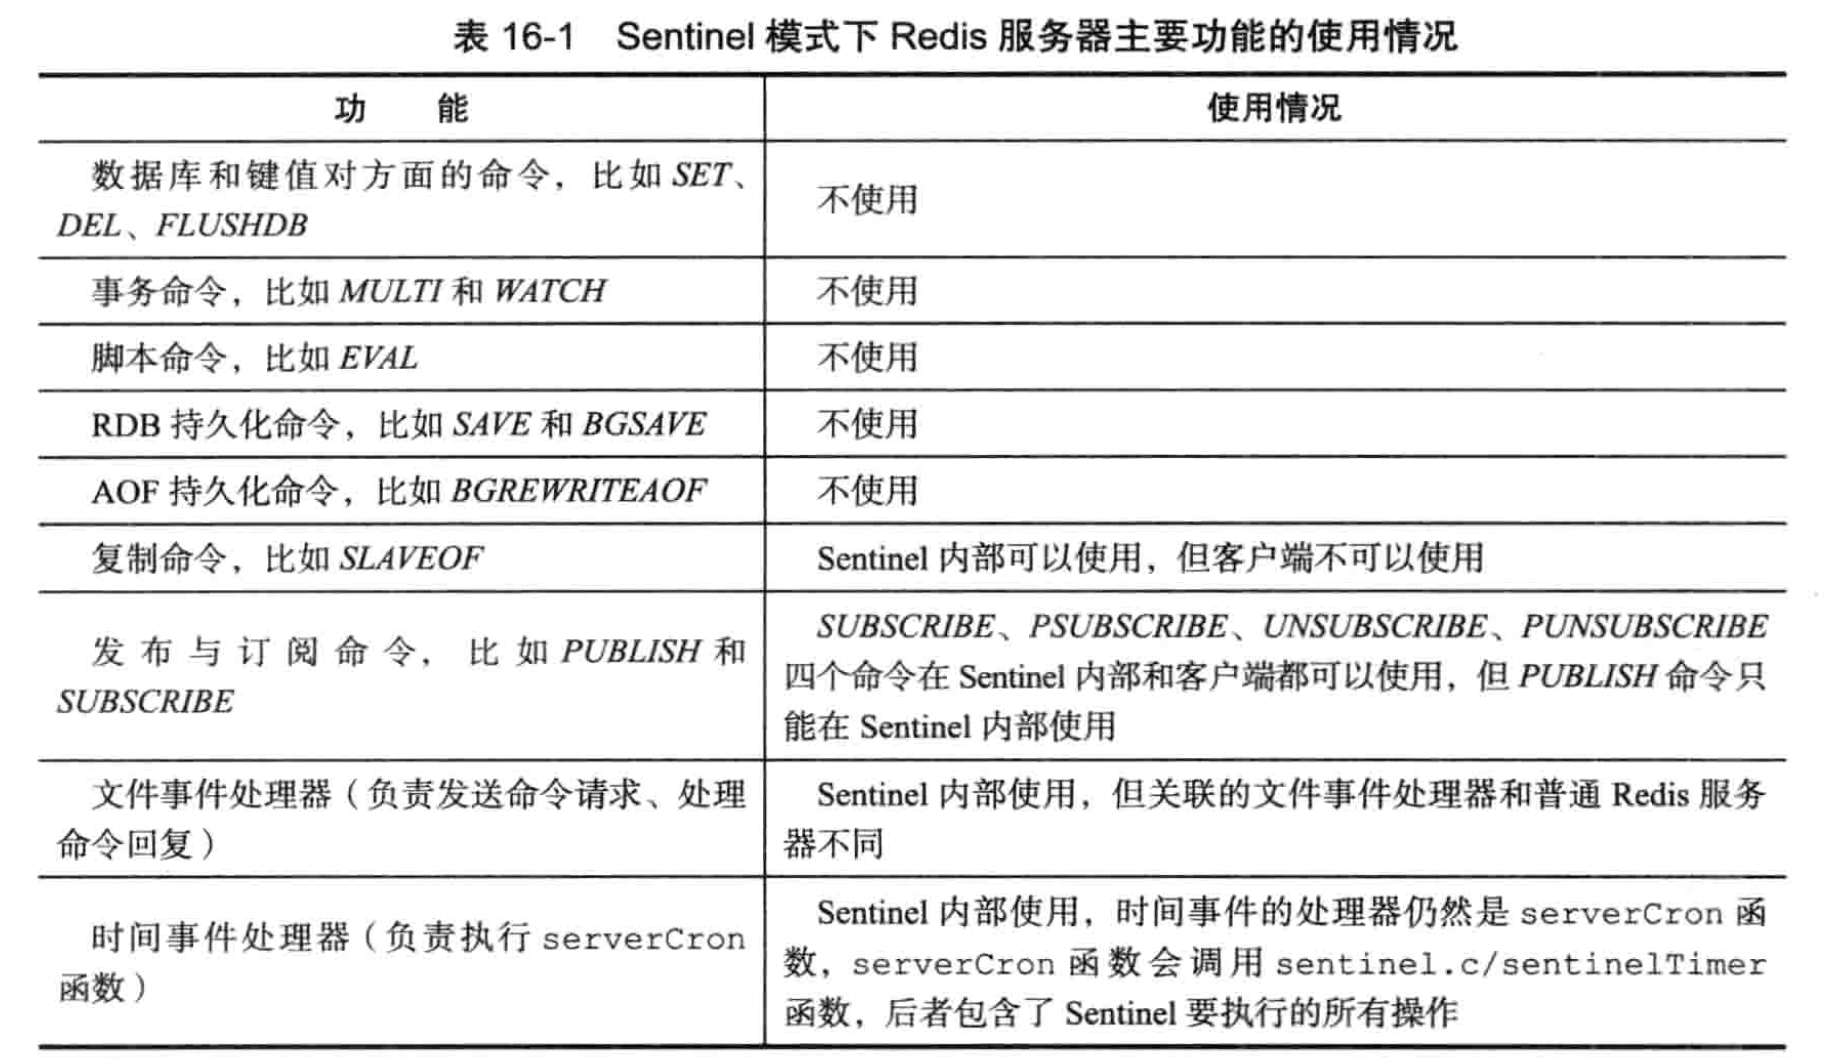 表 16-1 Sentinel 模式下 Redis 服务器主要功能的使用情况
功 能 使用情况
数据库和键值对方面的命令，比如 SET、
DEL、FLUSHDB
不使用
事务命令，比如 MULTI 和 WATCH 不使用
脚本命令，比如 EVAL 不使用
RDB 持久化命令，比如 SAVE 和 BGSAVE 不使用
AOF 持久化命令，比如 BGREWRITEAOF 不使用
复制命令，比如 SLAVEOF Sentinel 内部可以使用，但客户端不可以使用
发布与订阅命令，比如 PUBLISH 和
SUBSCRIBE
SUBSCRIBE、PSUBSCRIBE、UNSUBSCRIBE、PUNSUBSCRIBE
四个命令在 Sentinel 内部和客户端都可以使用，但 PUBLISH 命令只
能在 Sentinel 内部使用
文件事件处理器（负责发送命令请求、处理
命令回复）
Sentinel 内部使用，但关联的文件事件处理器和普通 Redis 服务
器不同
时间事件处理器（负责执行 serverCron
函数）
Sentinel 内部使用，时间事件的处理器仍然是 serverCron 函
数，serverCron 函数会调用 sentinel.c/sentinelTimer
函数，后者包含了 Sentinel 要执行的所有操作